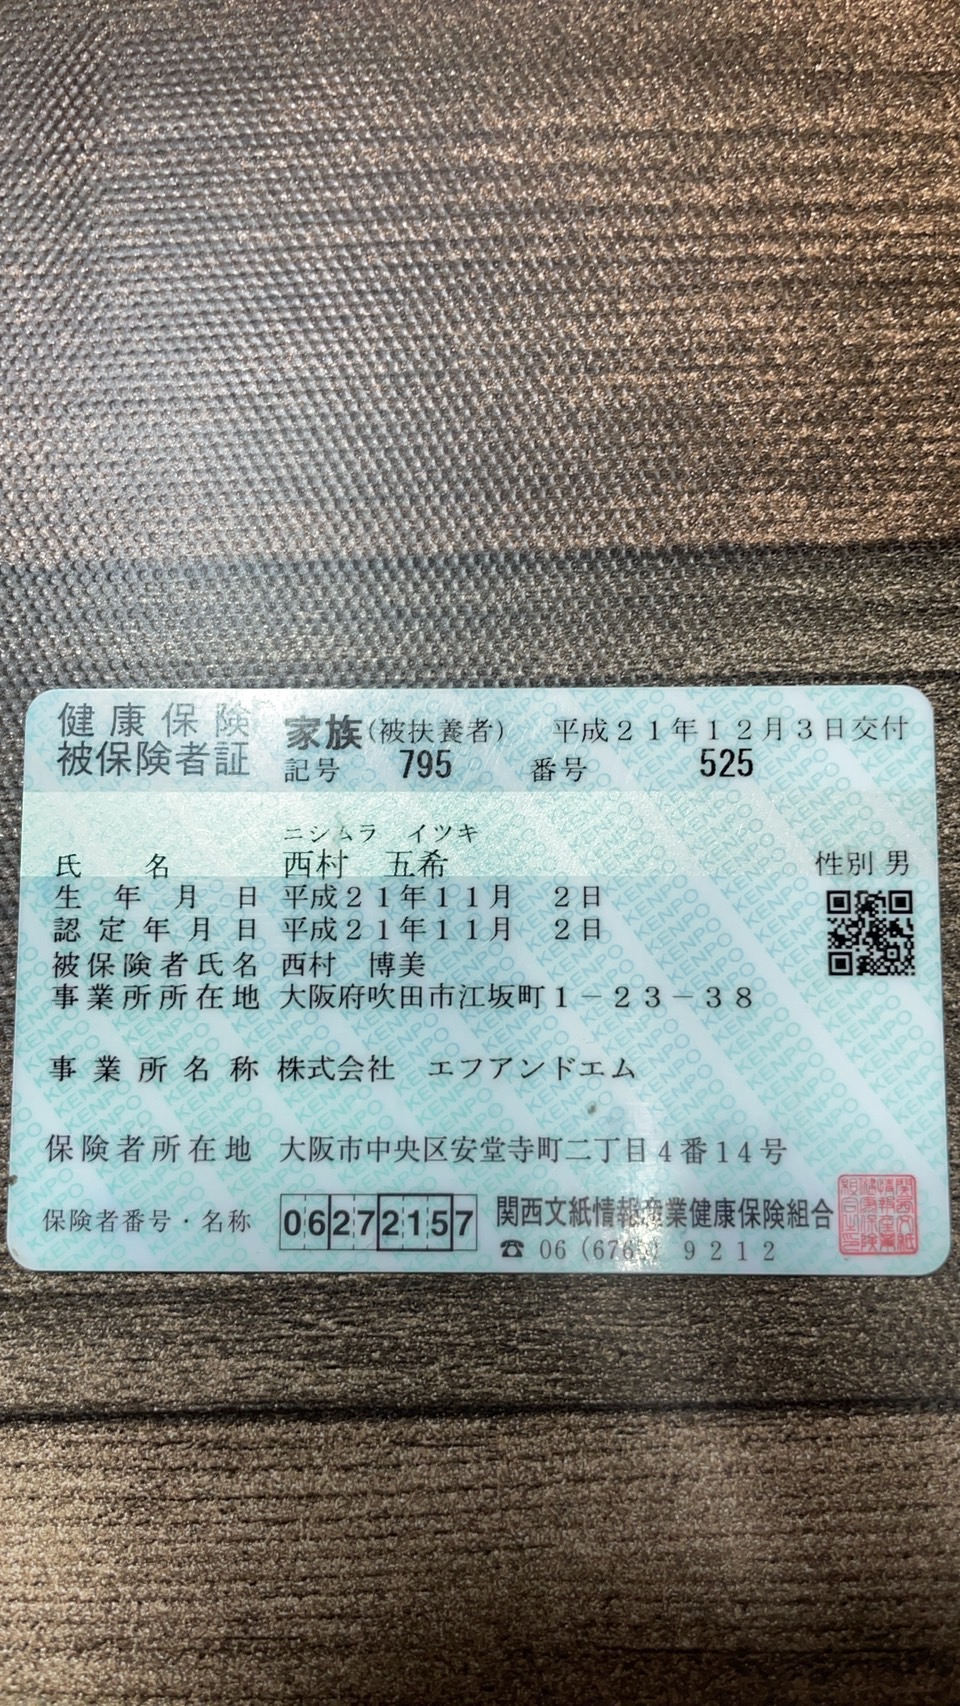 健康保険 家族(被扶養者) 平成21年12月3日交付
被保険者証 記号 795 番号 525
ニシムラ イツキ
氏名 西村 五希 性別 男
生年月日 平成21年11月 2日
認定年月日 平成21年11月 2日
被保険者氏名 西村 博美
事業所所在地 大阪府吹田市江坂町1-23-38
事業所名称 株式会社 エフアンドエム
保険者所在地 大阪市中央区安堂寺町二丁目4番14号
保険者番号・名称 06272157 関西文紙情報産業健康保険組合
☎ 06 9212